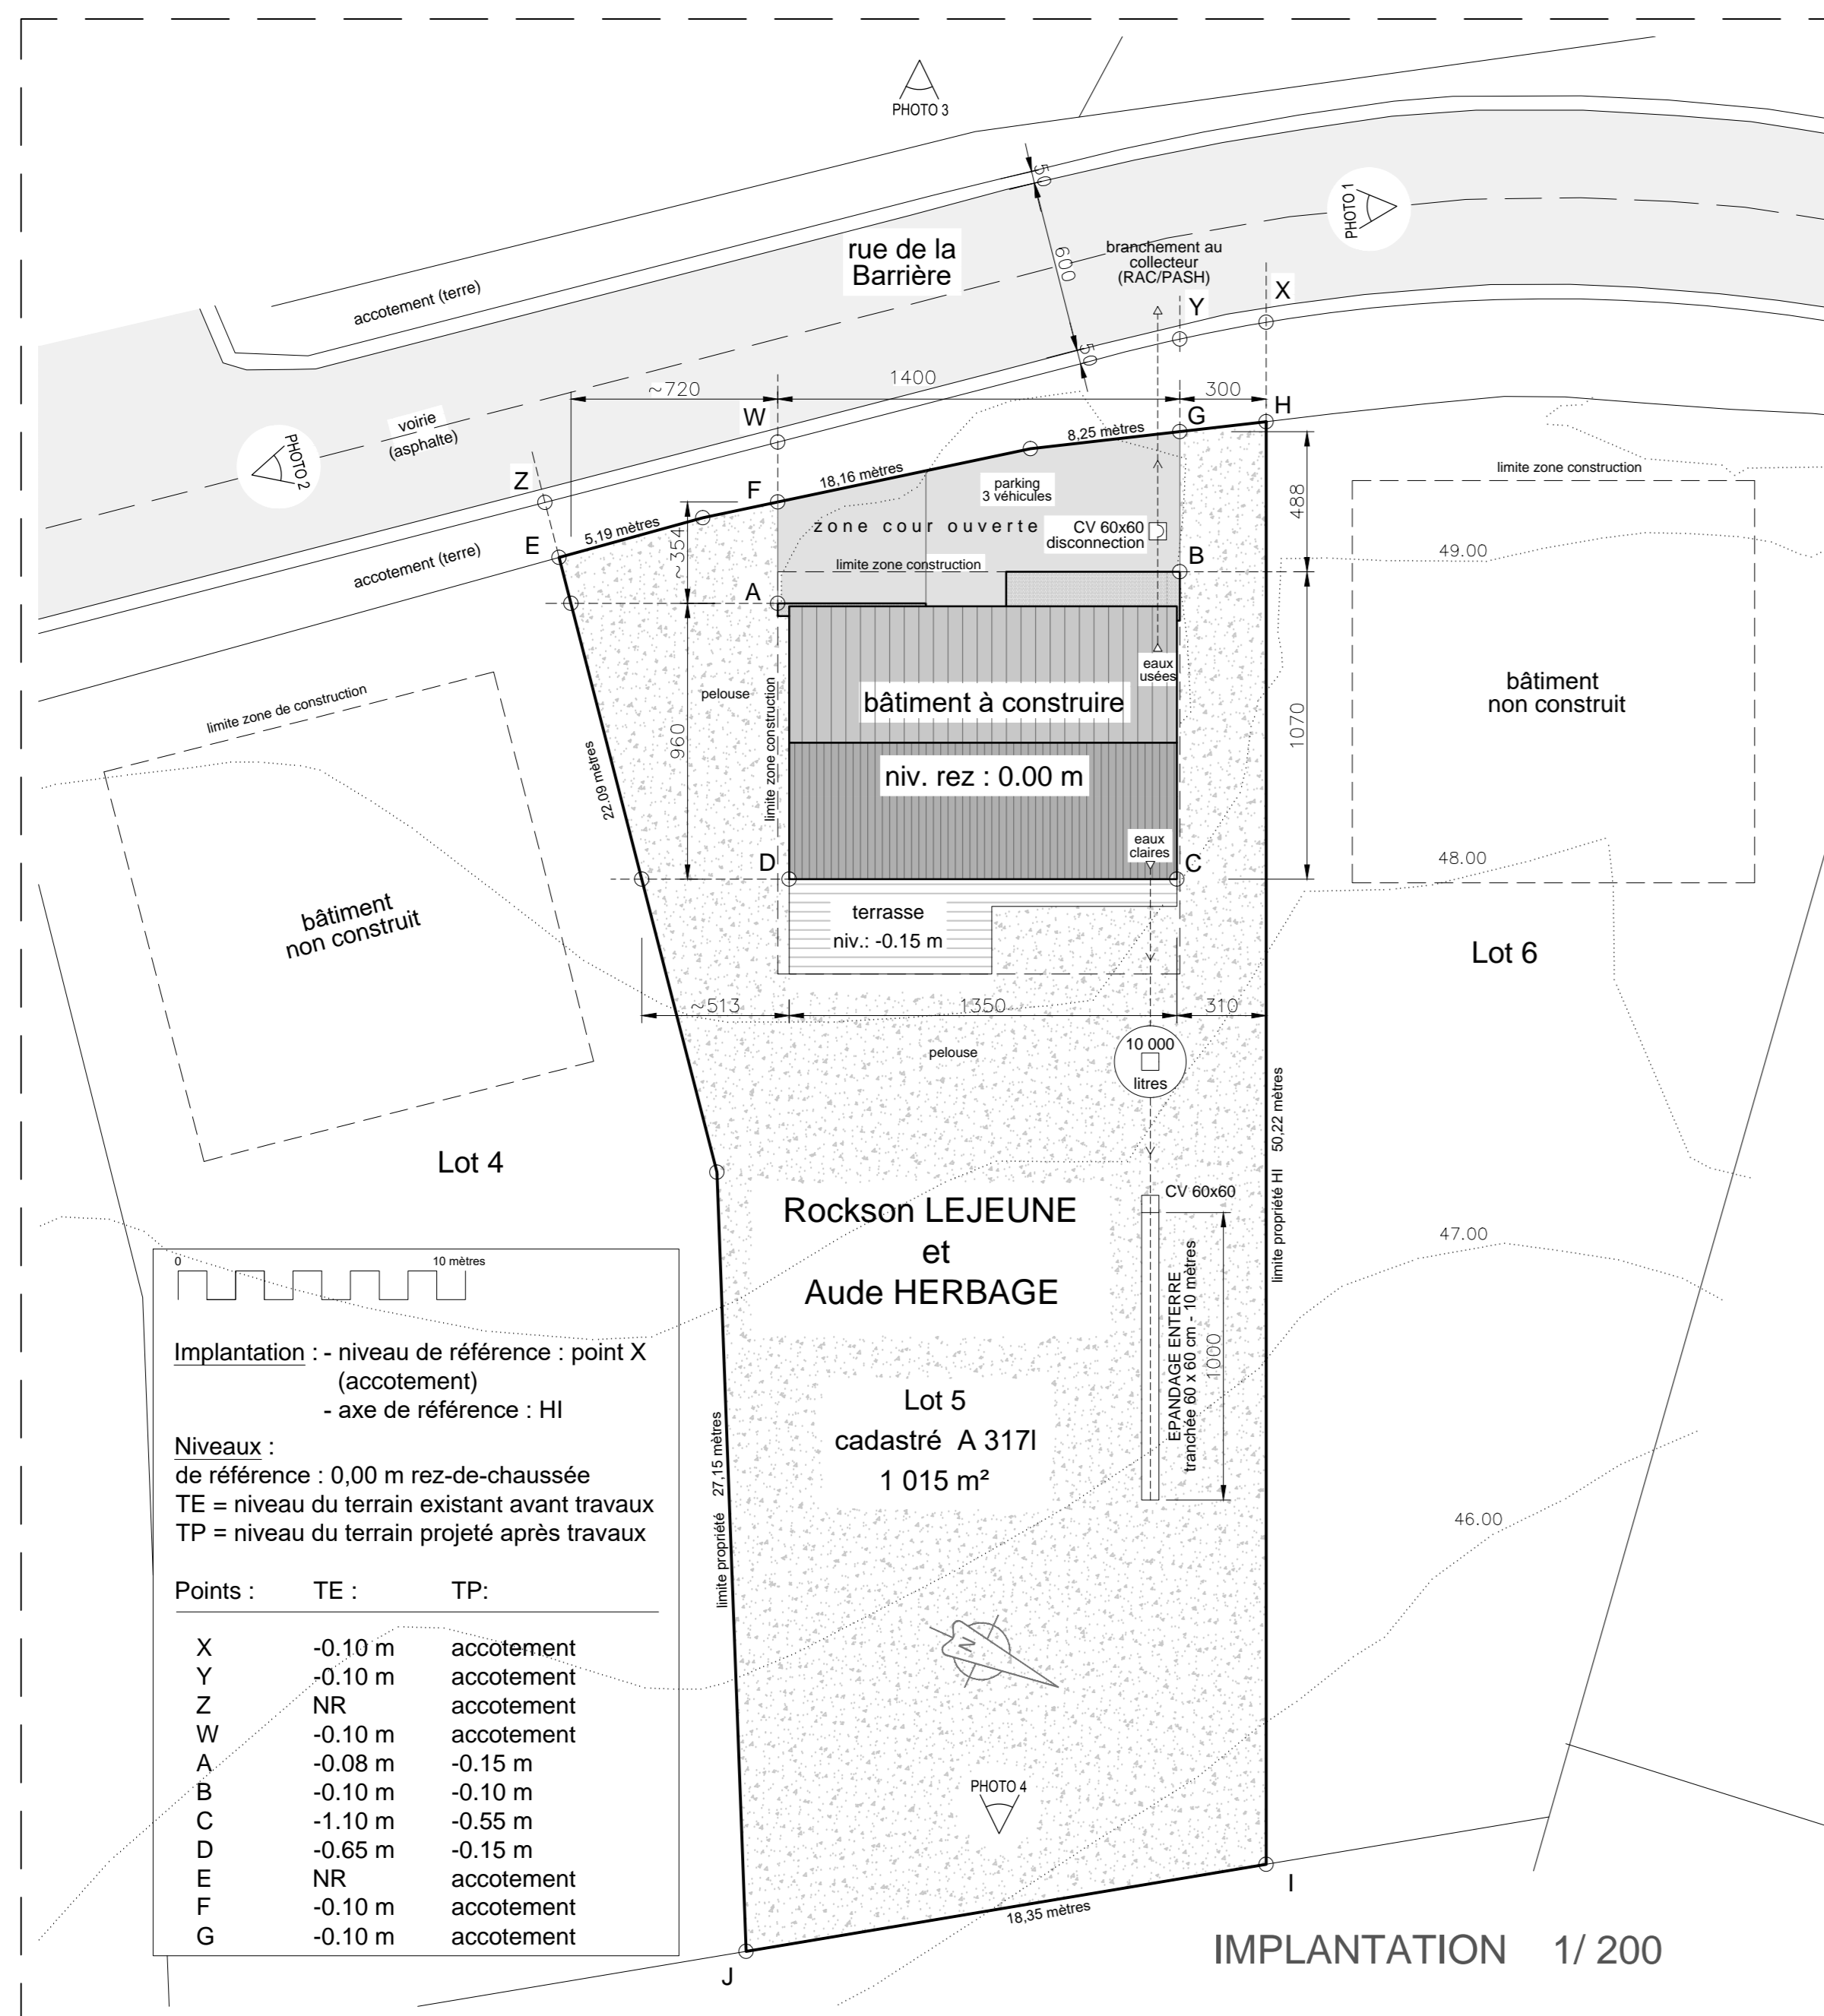 PHOTO 3
50
PHOTO 1
rue de la
Barrière
600
branchement au
collecteur
(RAC/PASH)
accotement (terre)
X
Y
50
~720
1400
300
H
W
G
voirie
(asphalte)
8,25 mètres
PHOTO 2
Z
18,16 mètres
limite zone construction
F
parking
3 véhicules
488
5,19 mètres
zone cour ouverte
CV 60x60
disconnection
E
~354
accotement (terre)
limite zone construction
B
49.00
A
eaux
usées
pelouse
bâtiment à construire
bâtiment
non construit
limite zone de construction
22.09 mètres
960
limite zone construction
1070
niv. rez : 0.00 m
eaux
claires
D
C
48.00
bâtiment
non construit
terrasse
niv.: -0.15 m
Lot 6
~513
1350
310
10 000
litres
pelouse
limite propriété HI 50,22 mètres
Lot 4
CV 60x60
Rockson LEJEUNE
et
Aude HERBAGE
47.00
EPANDAGE ENTERRE
tranchée 60 x 60 cm - 10 mètres
1000
0
10 mètres
Implantation : - niveau de référence : point X
(accotement)
- axe de référence : HI
Lot 5
cadastré A 317l
1 015 m²
limite propriété 27,15 mètres
Niveaux :
de référence : 0,00 m rez-de-chaussée
TE = niveau du terrain existant avant travaux
TP = niveau du terrain projeté après travaux
46.00
Points : TE : TP:
X -0.10 m accotement
Y -0.10 m accotement
Z NR accotement
W -0.10 m accotement
A -0.08 m -0.15 m
B -0.10 m -0.10 m
C -1.10 m -0.55 m
D -0.65 m -0.15 m
E NR accotement
F -0.10 m accotement
G -0.10 m accotement
N
PHOTO 4
I
18,35 mètres
J
IMPLANTATION 1/ 200